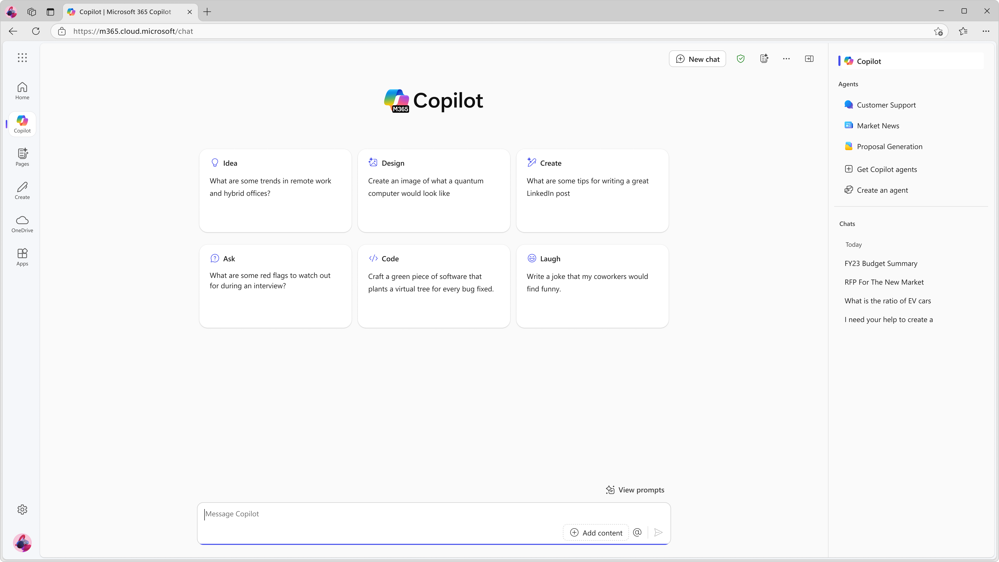 Copilot | Microsoft 365 Copilot
https://m365.cloud.microsoft/chat
New chat
Home
Copilot
Pages
Create
OneDrive
Apps
M365
Copilot
Idea
What are some trends in remote work
and hybrid offices?
Design
Create an image of what a quantum
computer would look like
Create
What are some tips for writing a great
LinkedIn post
Ask
What are some red flags to watch out
for during an interview?
Code
Craft a green piece of software that
plants a virtual tree for every bug fixed.
Laugh
Write a joke that my coworkers would
find funny.
View prompts
Message Copilot
Add content
Copilot
Agents
Customer Support
Market News
Proposal Generation
Get Copilot agents
Create an agent
Chats
Today
FY23 Budget Summary
RFP For The New Market
What is the ratio of EV cars
I need your help to create a